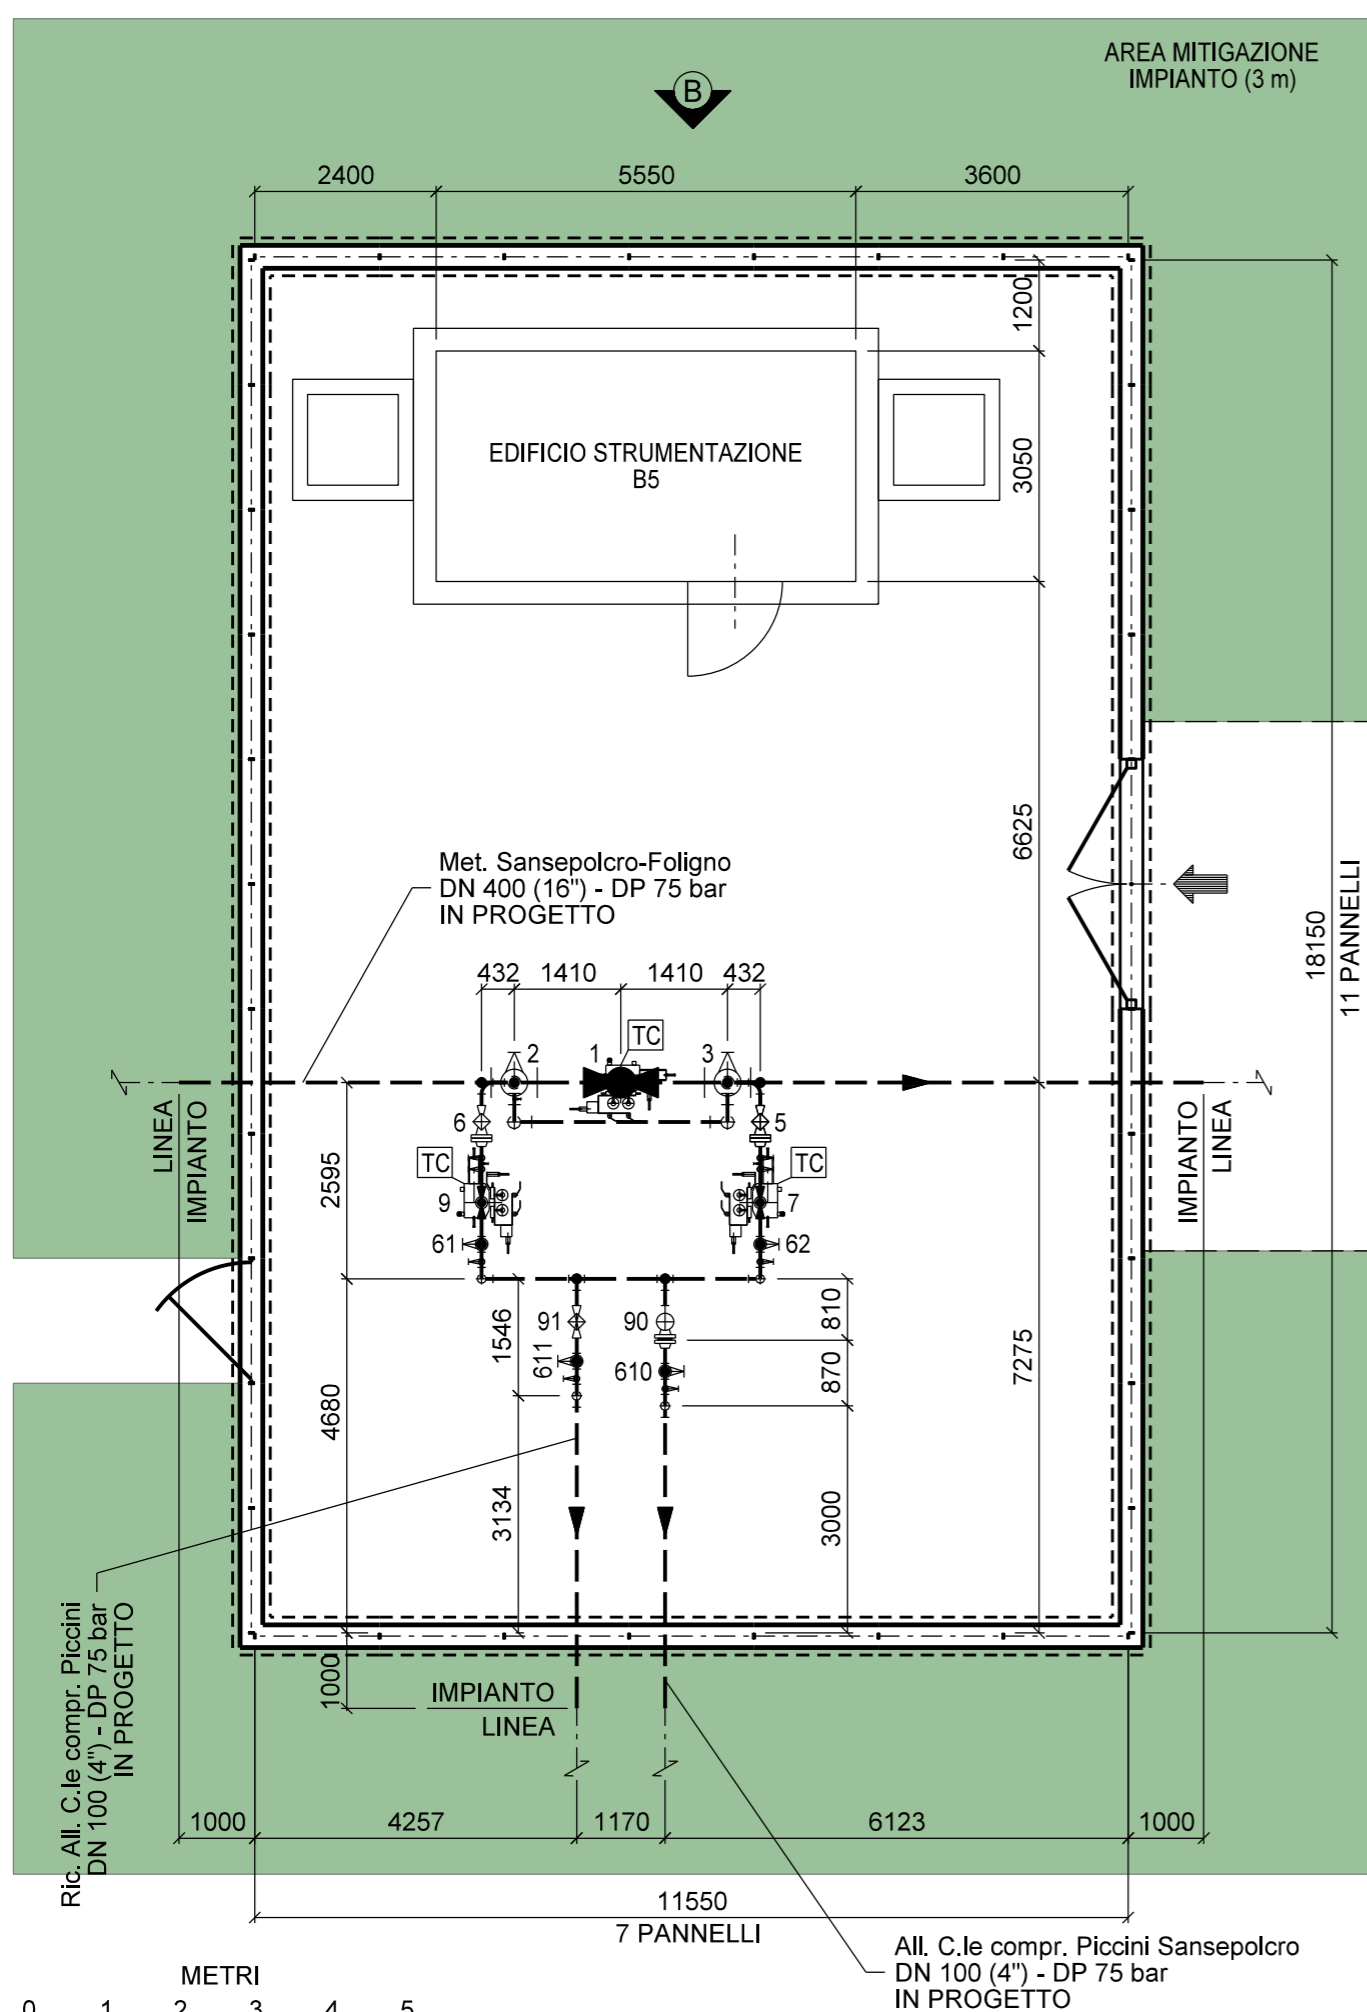 AREA MITIGAZIONE
IMPIANTO (3 m)
B
2400
5550
3600
1200
EDIFICIO STRUMENTAZIONE
B5
3050
6625
18150
11 PANNELLI
Met. Sansepolcro-Foligno
DN 400 (16") - DP 75 bar
IN PROGETTO
432
1410
1410
432
TC
2
1
3
LINEA
IMPIANTO
IMPIANTO
LINEA
6
5
TC
TC
9
7
2595
61
62
91
90
810
1546
611
610
870
4680
7275
3134
3000
1000
IMPIANTO
LINEA
Ric. All. C.le compr. Piccini
DN 100 (4") - DP 75 bar
IN PROGETTO
1000
4257
1170
6123
1000
11550
7 PANNELLI
All. C.le compr. Piccini Sansepolcro
DN 100 (4") - DP 75 bar
IN PROGETTO
METRI
0 1 2 3 4 5